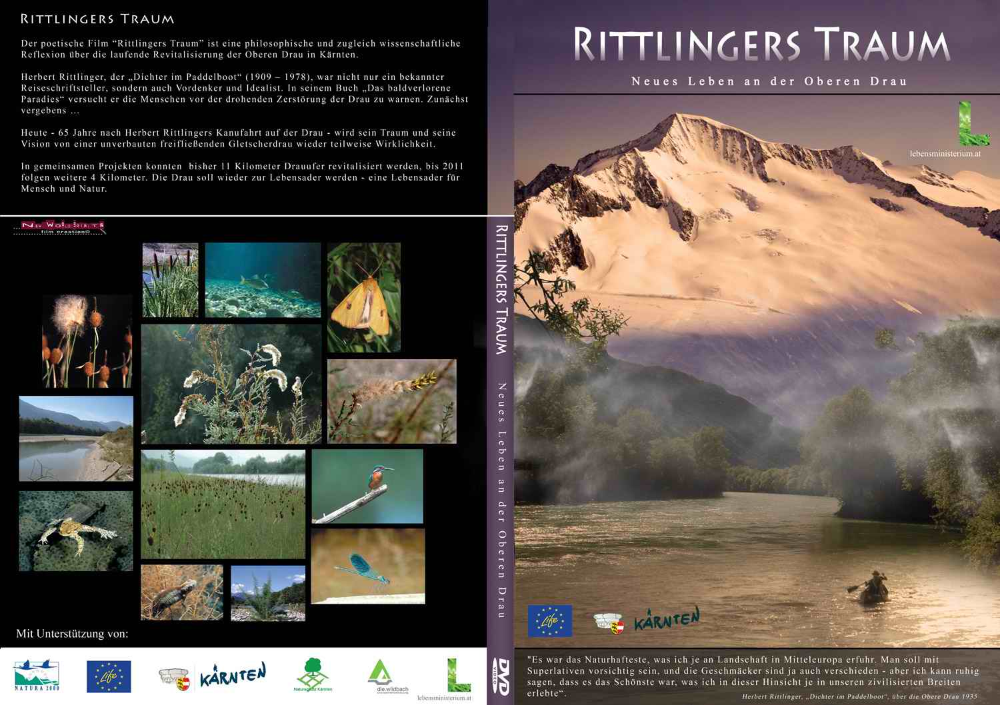 RITTLINGERS TRAUM
Der poetische Film “Rittlingers Traum” ist eine philosophische und zugleich wissenschaftliche
Reflexion über die laufende Revitalisierung der Oberen Drau in Kärnten.
Herbert Rittlinger, der „Dichter im Paddelboot“ (1909 – 1978), war nicht nur ein bekannter
Reiseschriftsteller, sondern auch Vordenker und Idealist. In seinem Buch „Das baldverlorene
Paradies“ versucht er die Menschen vor der drohenden Zerstörung der Drau zu warnen. Zunächst
vergebens ...
Heute - 65 Jahre nach Herbert Rittlingers Kanufahrt auf der Drau - wird sein Traum und seine
Vision von einer unverbauten freifließenden Gletscherdrau wieder teilweise Wirklichkeit.
In gemeinsamen Projekten konnten bisher 11 Kilometer Drauufer revitalisiert werden, bis 2011
folgen weitere 4 Kilometer. Die Drau soll wieder zur Lebensader werden - eine Lebensader für
Mensch und Natur.
NEW WORLD SPIRITS
film creation©
Mit Unterstützung von:
NATURA 2000
Life
KÄRNTEN
Naturschutz Kärnten
die.wildbach
lebensministerium.at
RITTLINGERS TRAUM
Neues Leben an der Oberen Drau
DVD
VIDEO
RITTLINGERS TRAUM
Neues Leben an der Oberen Drau
lebensministerium.at
Life
KÄRNTEN
"Es war das Naturhafteste, was ich je an Landschaft in Mitteleuropa erfuhr. Man soll mit
Superlativen vorsichtig sein, und die Geschmäcker sind ja auch verschieden - aber ich kann ruhig
sagen, dass es das Schönste war, was ich in dieser Hinsicht je in unseren zivilisierten Breiten
erlebte“.
Herbert Rittlinger, „Dichter im Paddelboot“, über die Obere Drau 1935